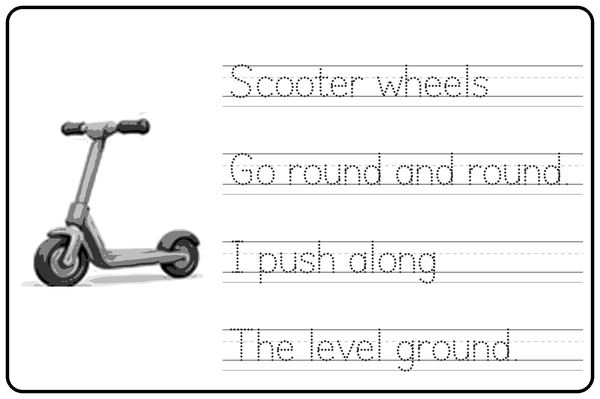 Scooter wheels
Go round and round.
I push along
The level ground.